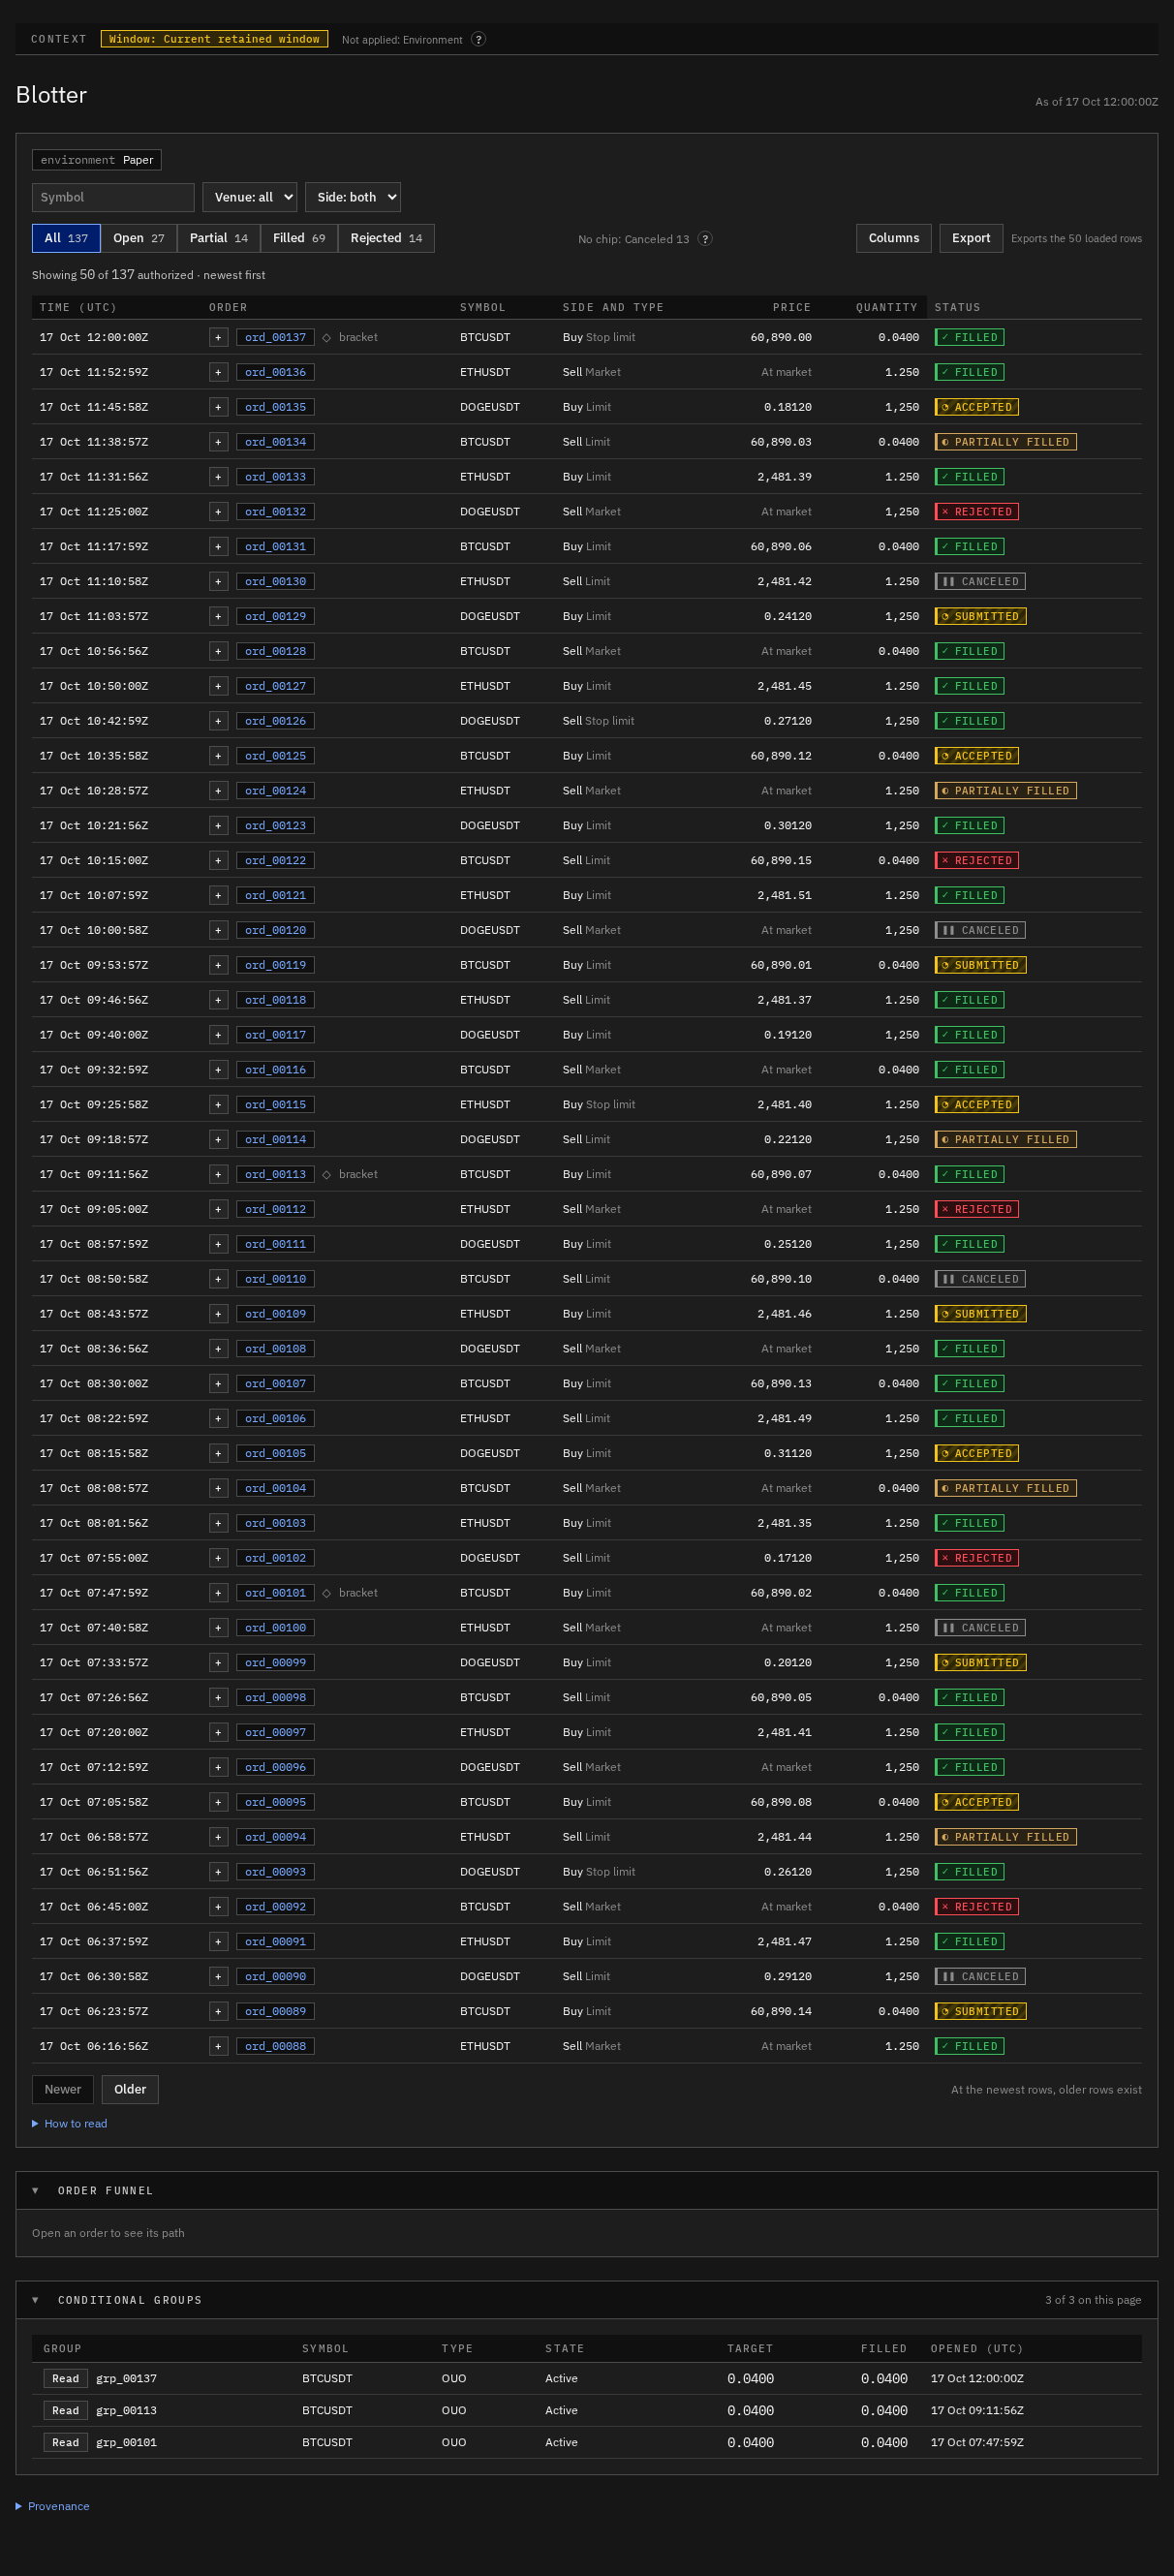 CONTEXT Window: Current retained window Not applied: Environment ?
Blotter
As of 17 Oct 12:00:00Z
environment Paper
Symbol Venue: all Side: both
All 137 Open 27 Partial 14 Filled 69 Rejected 14 No chip: Canceled 13 ? Columns Export Exports the 50 loaded rows
Showing 50 of 137 authorized · newest first
TIME (UTC) ORDER SYMBOL SIDE AND TYPE PRICE QUANTITY STATUS
17 Oct 12:00:00Z + ord_00137 ◇ bracket BTCUSDT Buy Stop limit 60,890.00 0.0400 ✓ FILLED
17 Oct 11:52:59Z + ord_00136 ETHUSDT Sell Market At market 1.250 ✓ FILLED
17 Oct 11:45:58Z + ord_00135 DOGEUSDT Buy Limit 0.18120 1,250 ACCEPTED
17 Oct 11:38:57Z + ord_00134 BTCUSDT Sell Limit 60,890.03 0.0400 PARTIALLY FILLED
17 Oct 11:31:56Z + ord_00133 ETHUSDT Buy Limit 2,481.39 1.250 ✓ FILLED
17 Oct 11:25:00Z + ord_00132 DOGEUSDT Sell Market At market 1,250 × REJECTED
17 Oct 11:17:59Z + ord_00131 BTCUSDT Buy Limit 60,890.06 0.0400 ✓ FILLED
17 Oct 11:10:58Z + ord_00130 ETHUSDT Sell Limit 2,481.42 1.250 CANCELED
17 Oct 11:03:57Z + ord_00129 DOGEUSDT Buy Limit 0.24120 1,250 SUBMITTED
17 Oct 10:56:56Z + ord_00128 BTCUSDT Sell Market At market 0.0400 ✓ FILLED
17 Oct 10:50:00Z + ord_00127 ETHUSDT Buy Limit 2,481.45 1.250 ✓ FILLED
17 Oct 10:42:59Z + ord_00126 DOGEUSDT Sell Stop limit 0.27120 1,250 ✓ FILLED
17 Oct 10:35:58Z + ord_00125 BTCUSDT Buy Limit 60,890.12 0.0400 ACCEPTED
17 Oct 10:28:57Z + ord_00124 ETHUSDT Sell Market At market 1.250 PARTIALLY FILLED
17 Oct 10:21:56Z + ord_00123 DOGEUSDT Buy Limit 0.30120 1,250 ✓ FILLED
17 Oct 10:15:00Z + ord_00122 BTCUSDT Sell Limit 60,890.15 0.0400 × REJECTED
17 Oct 10:07:59Z + ord_00121 ETHUSDT Buy Limit 2,481.51 1.250 ✓ FILLED
17 Oct 10:00:58Z + ord_00120 DOGEUSDT Sell Market At market 1,250 CANCELED
17 Oct 09:53:57Z + ord_00119 BTCUSDT Buy Limit 60,890.01 0.0400 SUBMITTED
17 Oct 09:46:56Z + ord_00118 ETHUSDT Sell Limit 2,481.37 1.250 ✓ FILLED
17 Oct 09:40:00Z + ord_00117 DOGEUSDT Buy Limit 0.19120 1,250 ✓ FILLED
17 Oct 09:32:59Z + ord_00116 BTCUSDT Sell Market At market 0.0400 ✓ FILLED
17 Oct 09:25:58Z + ord_00115 ETHUSDT Buy Stop limit 2,481.40 1.250 ACCEPTED
17 Oct 09:18:57Z + ord_00114 DOGEUSDT Sell Limit 0.22120 1,250 PARTIALLY FILLED
17 Oct 09:11:56Z + ord_00113 ◇ bracket BTCUSDT Buy Limit 60,890.07 0.0400 ✓ FILLED
17 Oct 09:05:00Z + ord_00112 ETHUSDT Sell Market At market 1.250 × REJECTED
17 Oct 08:57:59Z + ord_00111 DOGEUSDT Buy Limit 0.25120 1,250 ✓ FILLED
17 Oct 08:50:58Z + ord_00110 BTCUSDT Sell Limit 60,890.10 0.0400 CANCELED
17 Oct 08:43:57Z + ord_00109 ETHUSDT Buy Limit 2,481.46 1.250 SUBMITTED
17 Oct 08:36:56Z + ord_00108 DOGEUSDT Sell Market At market 1,250 ✓ FILLED
17 Oct 08:30:00Z + ord_00107 BTCUSDT Buy Limit 60,890.13 0.0400 ✓ FILLED
17 Oct 08:22:59Z + ord_00106 ETHUSDT Sell Limit 2,481.49 1.250 ✓ FILLED
17 Oct 08:15:58Z + ord_00105 DOGEUSDT Buy Limit 0.31120 1,250 ACCEPTED
17 Oct 08:08:57Z + ord_00104 BTCUSDT Sell Market At market 0.0400 PARTIALLY FILLED
17 Oct 08:01:56Z + ord_00103 ETHUSDT Buy Limit 2,481.35 1.250 ✓ FILLED
17 Oct 07:55:00Z + ord_00102 DOGEUSDT Sell Limit 0.17120 1,250 × REJECTED
17 Oct 07:47:59Z + ord_00101 ◇ bracket BTCUSDT Buy Limit 60,890.02 0.0400 ✓ FILLED
17 Oct 07:40:58Z + ord_00100 ETHUSDT Sell Market At market 1.250 CANCELED
17 Oct 07:33:57Z + ord_00099 DOGEUSDT Buy Limit 0.20120 1,250 SUBMITTED
17 Oct 07:26:56Z + ord_00098 BTCUSDT Sell Limit 60,890.05 0.0400 ✓ FILLED
17 Oct 07:20:00Z + ord_00097 ETHUSDT Buy Limit 2,481.41 1.250 ✓ FILLED
17 Oct 07:12:59Z + ord_00096 DOGEUSDT Sell Market At market 1,250 ✓ FILLED
17 Oct 07:05:58Z + ord_00095 BTCUSDT Buy Limit 60,890.08 0.0400 ACCEPTED
17 Oct 06:58:57Z + ord_00094 ETHUSDT Sell Limit 2,481.44 1.250 PARTIALLY FILLED
17 Oct 06:51:56Z + ord_00093 DOGEUSDT Buy Stop limit 0.26120 1,250 ✓ FILLED
17 Oct 06:45:00Z + ord_00092 BTCUSDT Sell Market At market 0.0400 × REJECTED
17 Oct 06:37:59Z + ord_00091 ETHUSDT Buy Limit 2,481.47 1.250 ✓ FILLED
17 Oct 06:30:58Z + ord_00090 DOGEUSDT Sell Limit 0.29120 1,250 CANCELED
17 Oct 06:23:57Z + ord_00089 BTCUSDT Buy Limit 60,890.14 0.0400 SUBMITTED
17 Oct 06:16:56Z + ord_00088 ETHUSDT Sell Market At market 1.250 ✓ FILLED
Newer Older At the newest rows, older rows exist
How to read
ORDER FUNNEL
Open an order to see its path
CONDITIONAL GROUPS 3 of 3 on this page
GROUP SYMBOL TYPE STATE TARGET FILLED OPENED (UTC)
Read grp_00137 BTCUSDT OUO Active 0.0400 0.0400 17 Oct 12:00:00Z
Read grp_00113 BTCUSDT OUO Active 0.0400 0.0400 17 Oct 09:11:56Z
Read grp_00101 BTCUSDT OUO Active 0.0400 0.0400 17 Oct 07:47:59Z
Provenance